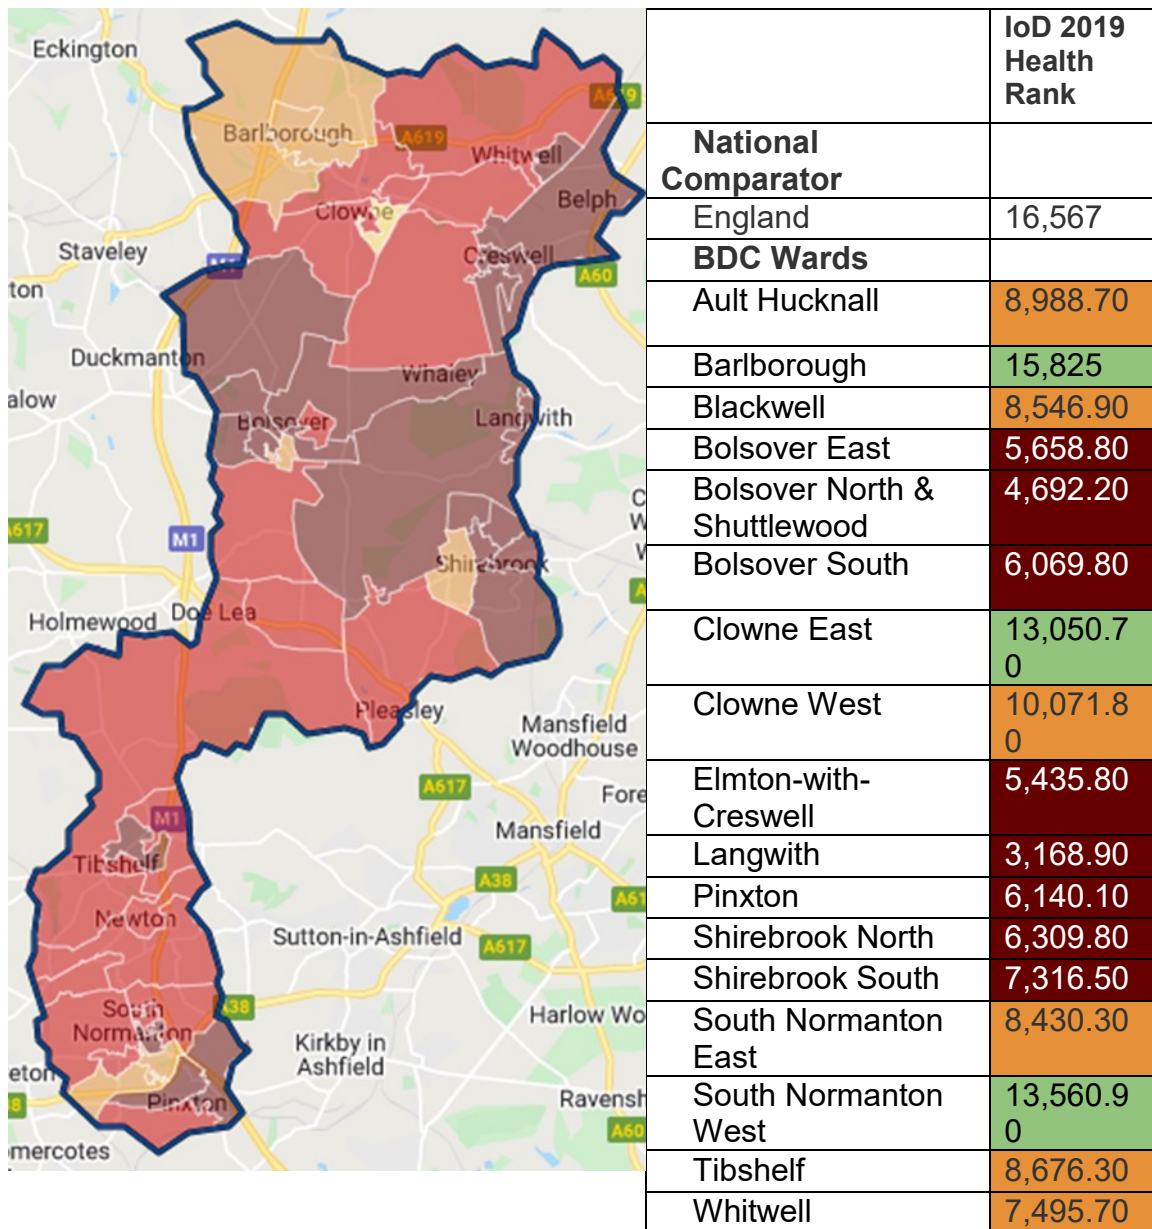 Eckington
A619
Barlborough
A619
Whitwell
Belph
Clowne
Staveley
Creswell
M1
A60
ton
Duckmanton
Whaley
alow
Bolsover
Langwith
C
W
A617
M1
W
Shirebrook
A
Holmewood
Doe Lea
Pleasley
Mansfield
Woodhouse
A617
Fore
M1
Mansfield
Tibshelf
A38
A61
Newton
Sutton-in-Ashfield
A617
A38
South
Normanton
Harlow Wo
Kirkby in
Ashfield
eton
38
Pinxton
Ravensh
A60
mercotes
IoD 2019
Health
Rank
National
Comparator
England 16,567
BDC Wards
Ault Hucknall 8,988.70
Barlborough 15,825
Blackwell 8,546.90
Bolsover East 5,658.80
Bolsover North & 4,692.20
Shuttlewood
Bolsover South 6,069.80
Clowne East 13,050.7
0
Clowne West 10,071.8
0
Elmton-with- 5,435.80
Creswell
Langwith 3,168.90
Pinxton 6,140.10
Shirebrook North 6,309.80
Shirebrook South 7,316.50
South Normanton 8,430.30
East
South Normanton 13,560.9
West 0
Tibshelf 8,676.30
Whitwell 7,495.70